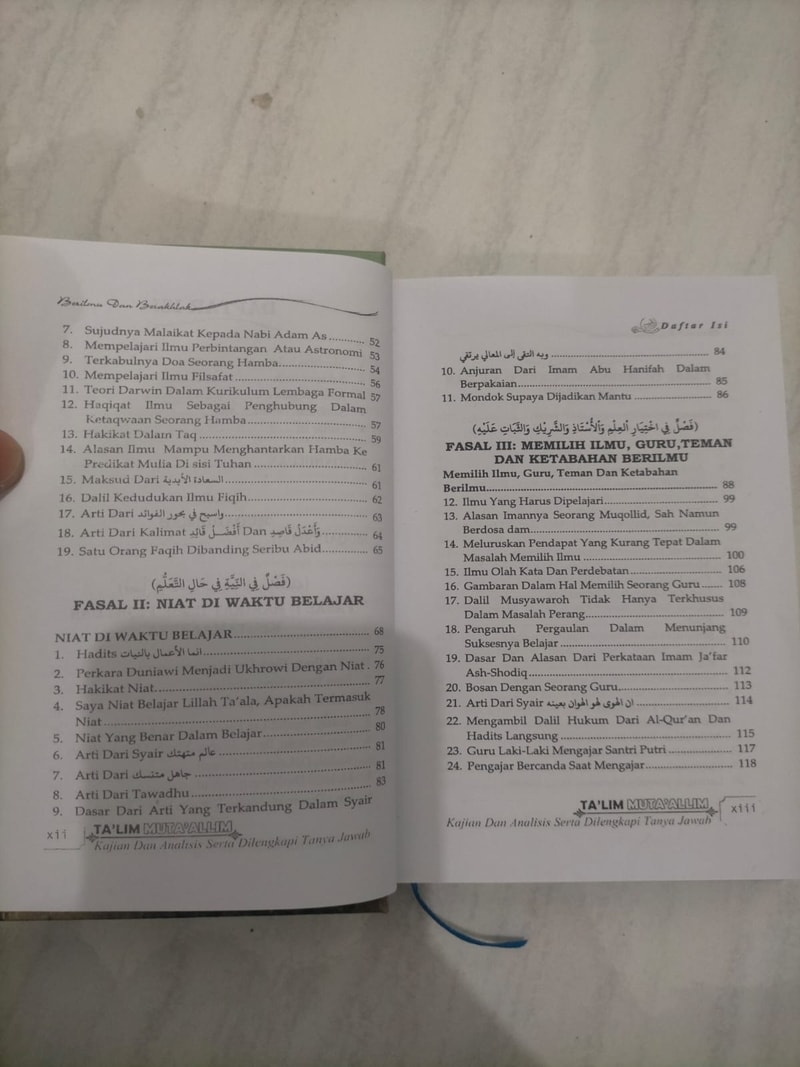 Berilmu Dan Berakhlak
7. Sujudnya Malaikat Kepada Nabi Adam As ........... 52
8. Mempelajari Ilmu Perbintangan Atau Astronomi 53
9. Terkabulnya Doa Seorang Hamba........................ 54
10. Mempelajari Ilmu Filsafat .................................. 56
11. Teori Darwin Dalam Kurikulum Lembaga Formal 57
12. Haqiqat Ilmu Sebagai Penghubung Dalam
Ketaqwaan Seorang Hamba................................ 57
13. Hakikat Dalam Taq ............................................ 59
14. Alasan Ilmu Mampu Menghantarkan Hamba Ke
Predikat Mulia Di sisi Tuhan .............................. 61
15. Maksud Dari السعادة الأبدية.................................... 61
16. Dalil Kedudukan Ilmu Fiqih................................ 62
17. Arti Dari واسبح في بحور الفوائد................................ 63
18. Arti Dari Kalimat أَفْضَلُ قَائِدٍ Dan وَأَعْدَلُ قَاصِدٍ............. 64
19. Satu Orang Faqih Dibanding Seribu Abid.............. 65
(فَصْلٌ فِي النِّيَّةِ فِي حَالِ التَّعَلُّمِ)
FASAL II: NIAT DI WAKTU BELAJAR
NIAT DI WAKTU BELAJAR................................... 68
1. Hadits انما الأعمال بالنيات.................................... 75
2. Perkara Duniawi Menjadi Ukhrowi Dengan Niat . 76
3. Hakikat Niat........................................................ 77
4. Saya Niat Belajar Lillah Ta'ala, Apakah Termasuk
Niat .................................................................... 78
5. Niat Yang Benar Dalam Belajar........................... 80
6. Arti Dari Syair عالم متهتك.................................... 81
7. Arti Dari جاهل متنسك............................................ 81
8. Arti Dari Tawadhu............................................... 83
9. Dasar Dari Arti Yang Terkandung Dalam Syair
xii TA'LIM MUTA'ALLIM
Kajian Dan Analisis Serta Dilengkapi Tanya Jawab
Daftar Isi
وبه التقى إلى المعالي يرتقي ........................................ 84
10. Anjuran Dari Imam Abu Hanifah Dalam
Berpakaian.......................................................... 85
11. Mondok Supaya Dijadikan Mantu ....................... 86
(فَصْلٌ فِي اخْتِيَارِ الْعِلْمِ وَالْأُسْتَاذِ وَالشَّرِيْكِ وَالثَّبَاتِ عَلَيْهِ)
FASAL III: MEMILIH ILMU, GURU,TEMAN
DAN KETABAHAN BERILMU
Memilih Ilmu, Guru, Teman Dan Ketabahan
Berilmu................................................................ 88
12. Ilmu Yang Harus Dipelajari.................................. 99
13. Alasan Imannya Seorang Muqollid, Sah Namun
Berdosa dam........................................................ 99
14. Meluruskan Pendapat Yang Kurang Tepat Dalam
Masalah Memilih Ilmu ........................................ 100
15. Ilmu Olah Kata Dan Perdebatan........................... 106
16. Gambaran Dalam Hal Memilih Seorang Guru ...... 108
17. Dalil Musyawaroh Tidak Hanya Terkhusus
Dalam Masalah Perang........................................ 109
18. Pengaruh Pergaulan Dalam Menunjang
Suksesnya Belajar ............................................... 110
19. Dasar Dan Alasan Dari Perkataan Imam Ja'far
Ash-Shodiq.......................................................... 112
20. Bosan Dengan Seorang Guru............................... 113
21. Arti Dari Syair ان الهوى لهو الهوان بعينه ........................ 114
22. Mengambil Dalil Hukum Dari Al-Qur'an Dan
Hadits Langsung ................................................. 115
23. Guru Laki-Laki Mengajar Santri Putri .................. 117
24. Pengajar Bercanda Saat Mengajar........................ 118
TA'LIM MUTA'ALLIM xiii
Kajian Dan Analisis Serta Dilengkapi Tanya Jawab